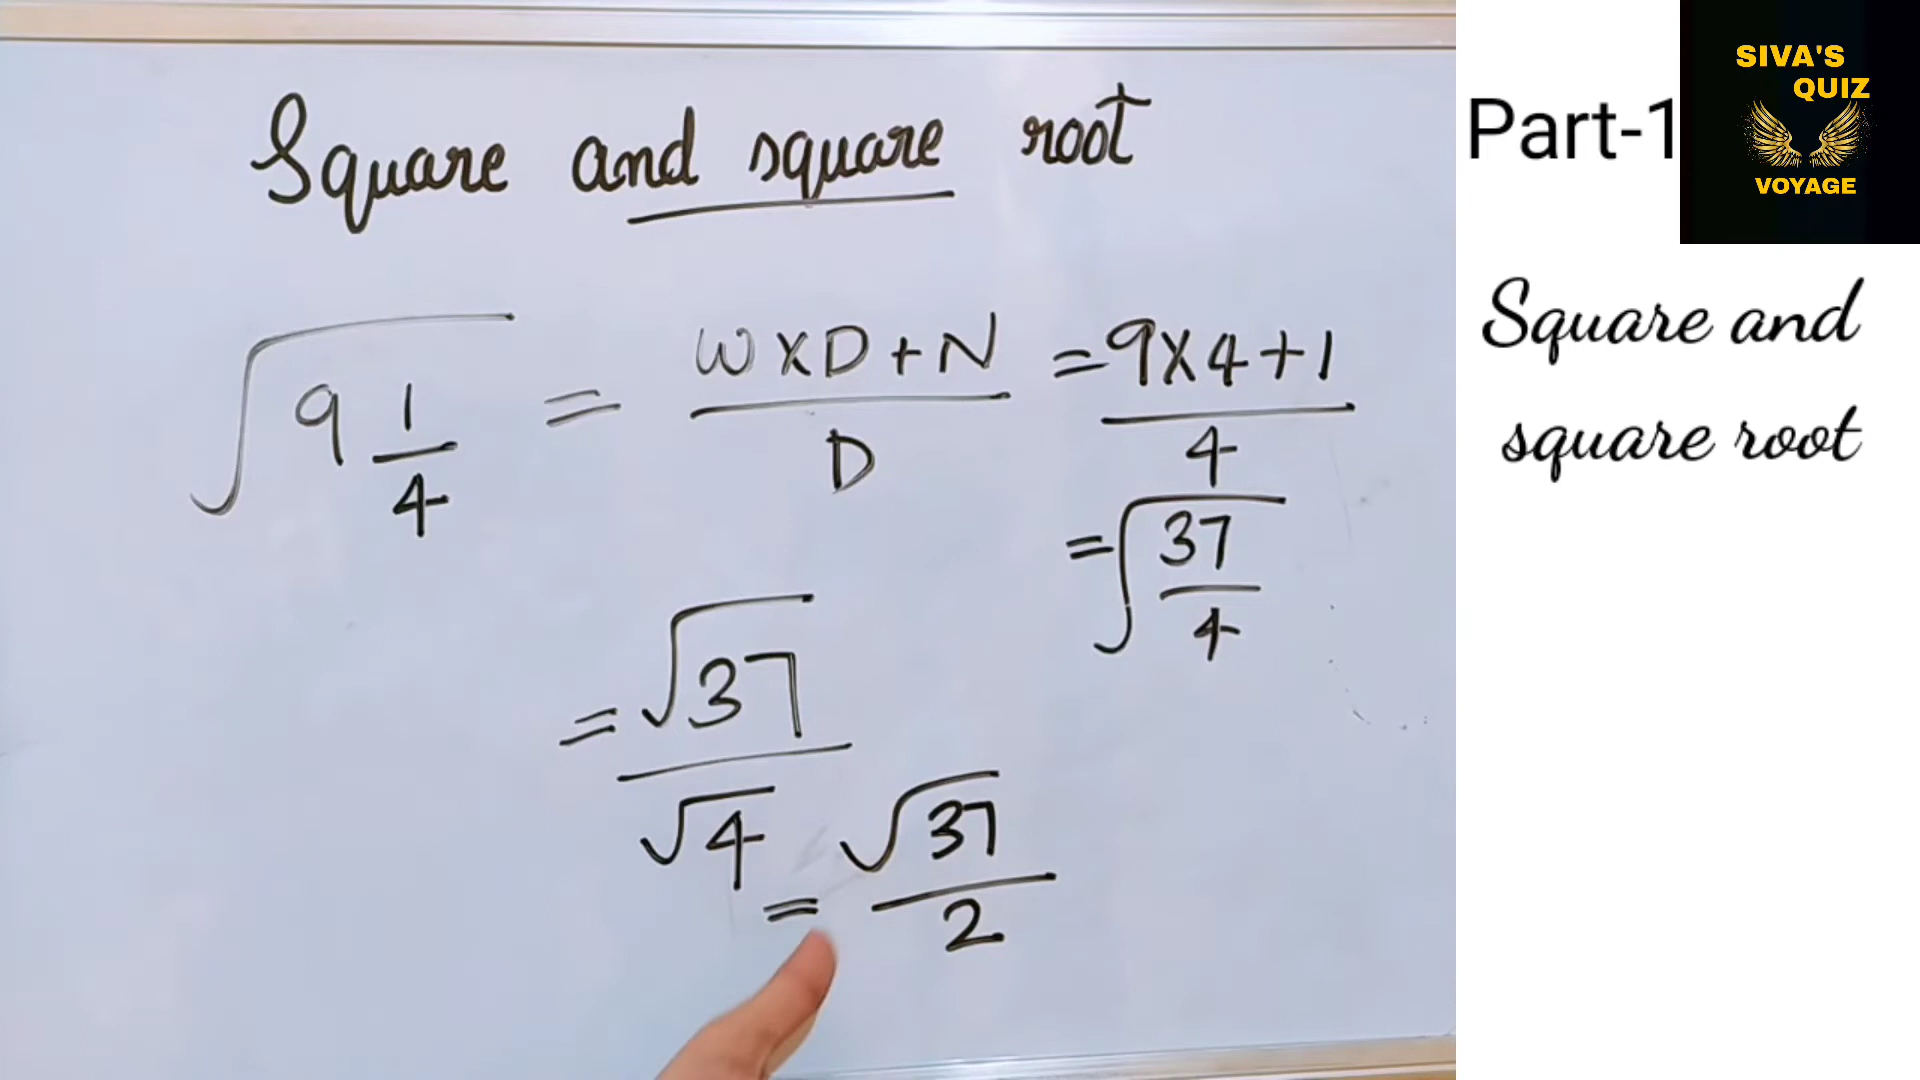 Square and square root
√9 1/4 = W×D+N/D = 9×4+1/4
= √37/4
= √37/√4
= √37/2
Part-1
SIVA'S
QUIZ
VOYAGE
Square and
square root